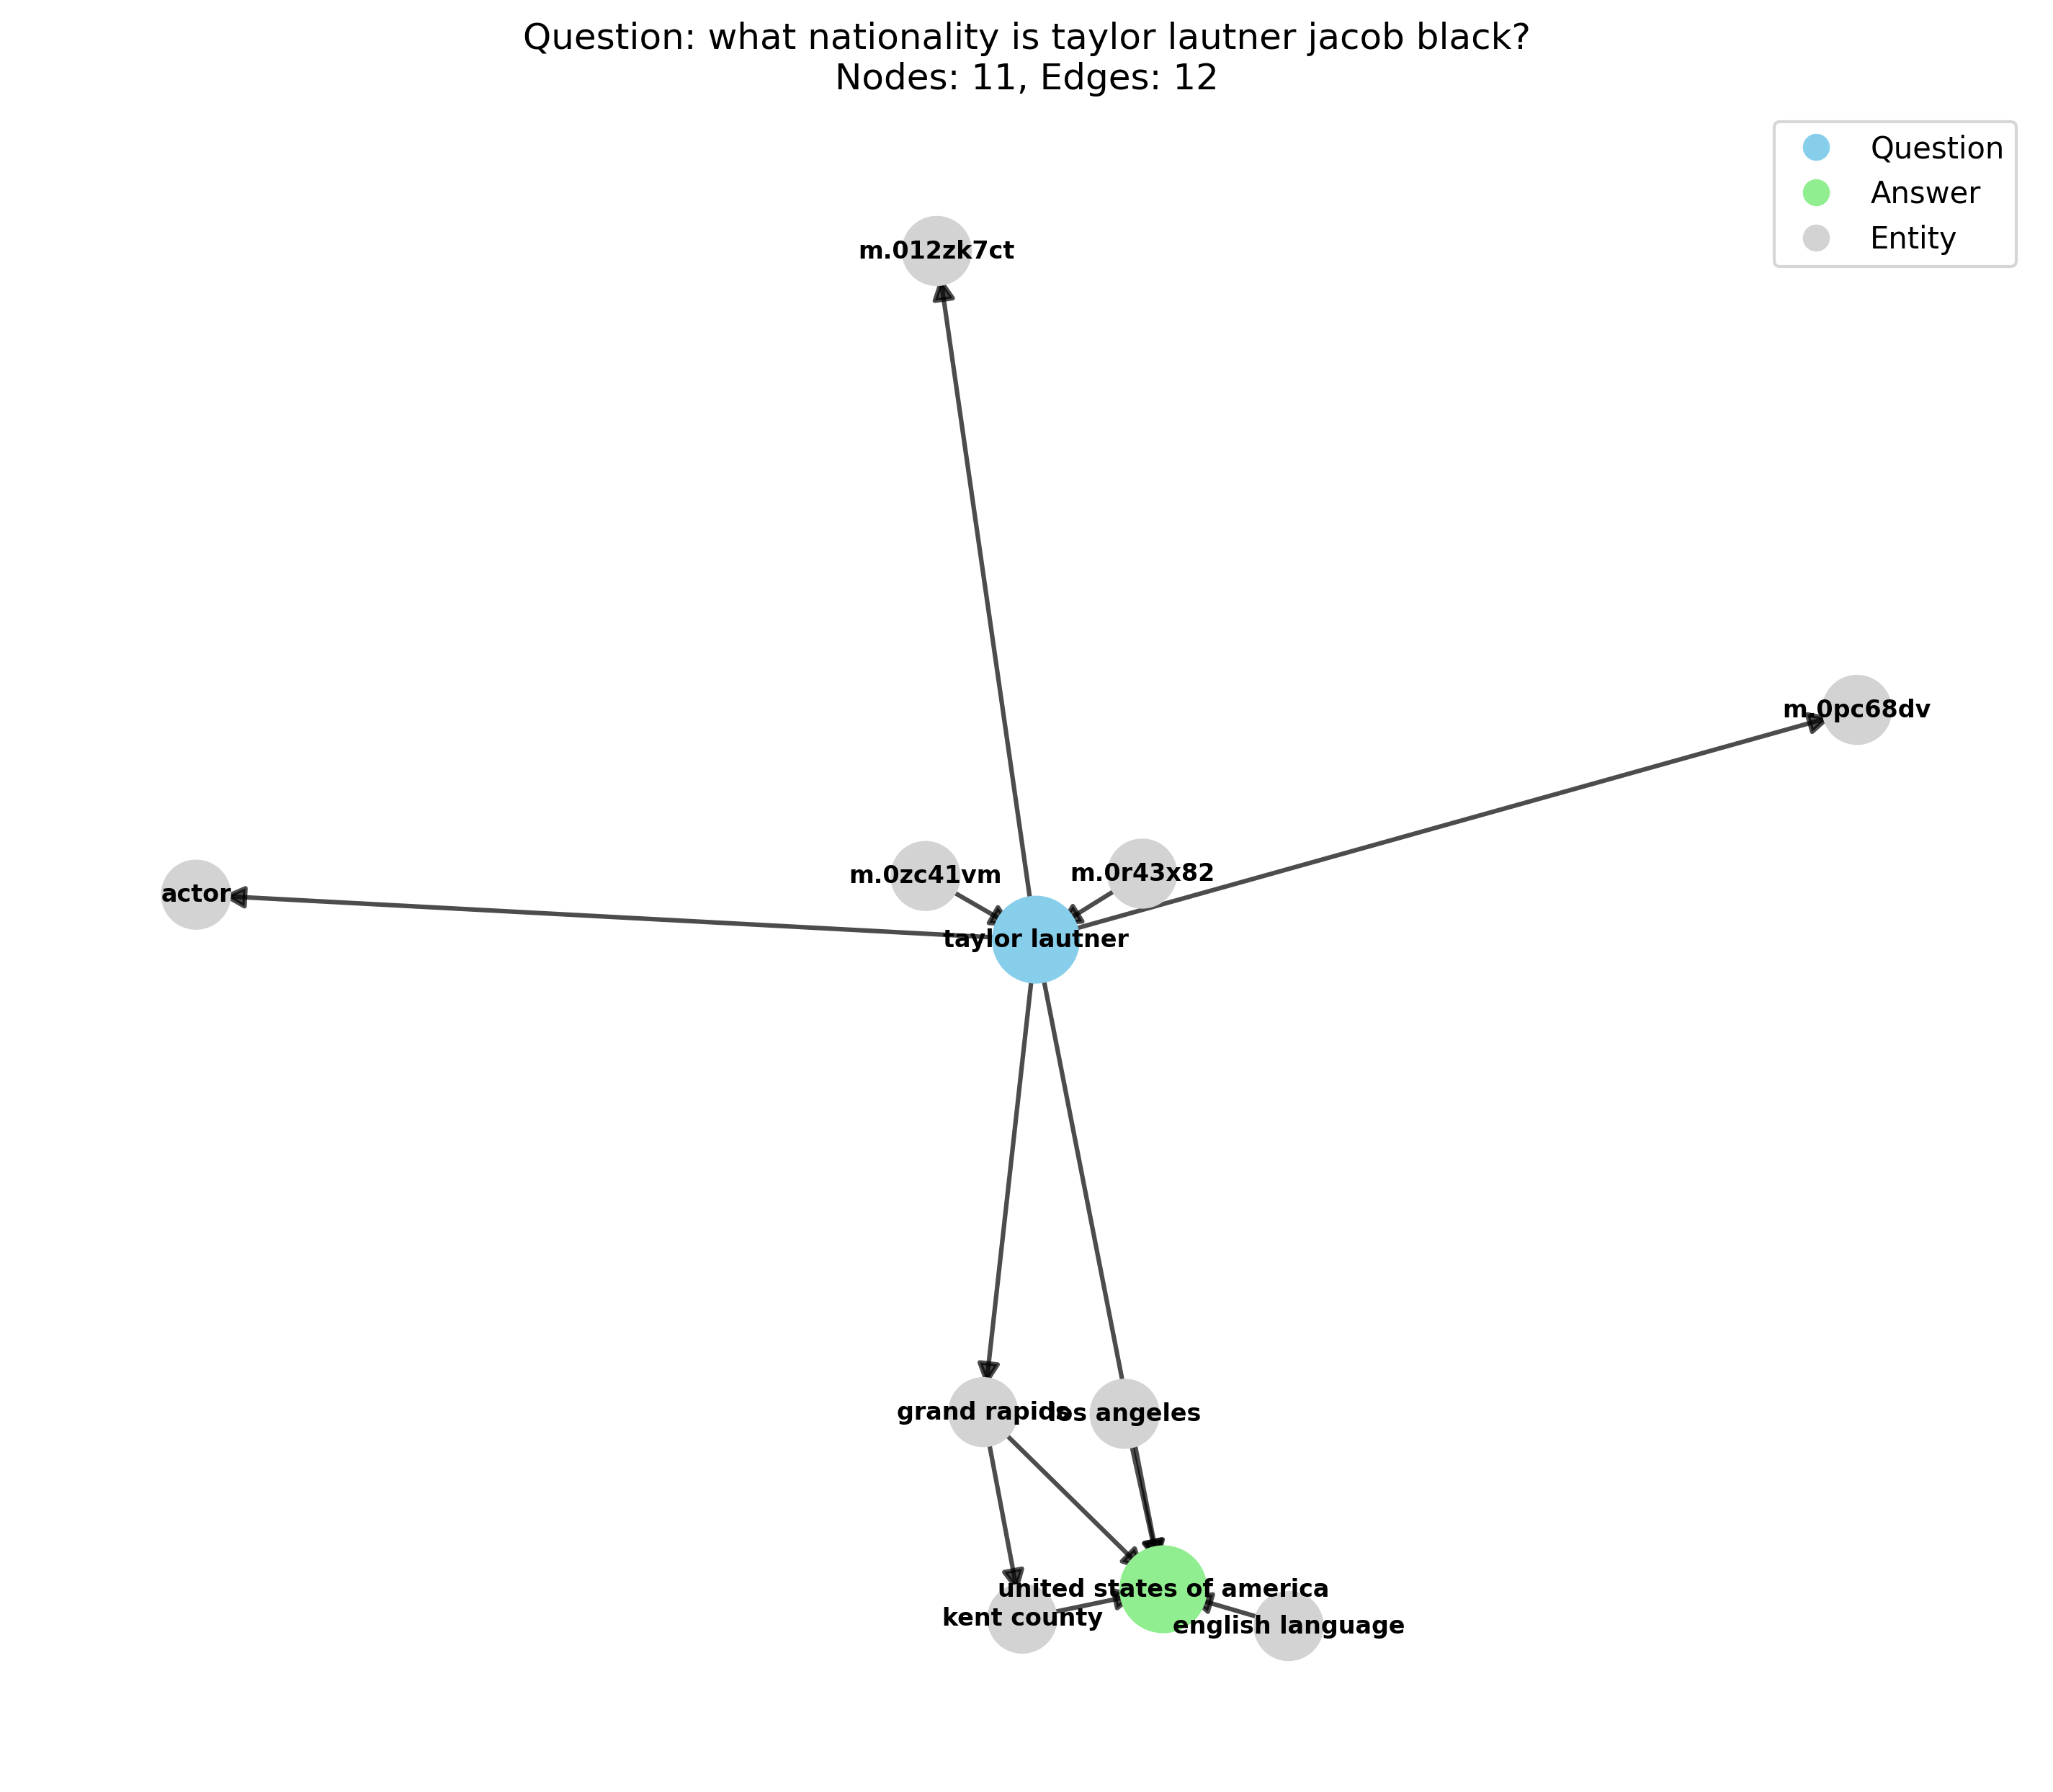 Question: what nationality is taylor lautner jacob black?
Nodes: 11, Edges: 12
Question
Answer
Entity
m.012zk7ct
m.0pc68dv
m.0zc41vm
m.0r43x82
actor
taylor lautner
grand rapids
los angeles
united states of america
kent county
english language